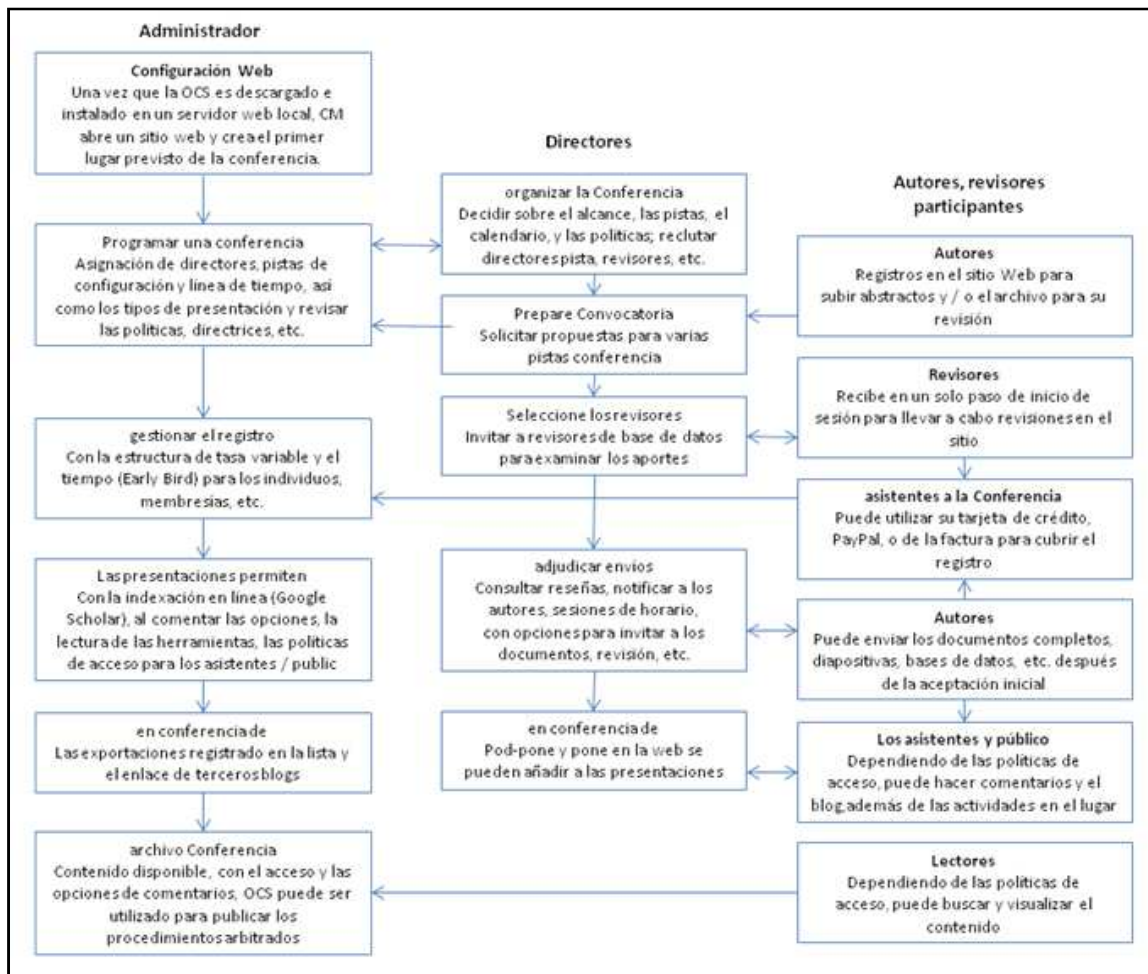 Administrador
Configuración Web
Una vez que la OCS es descargado e
instalado en un servidor web local, CM
abre un sitio web y crea el primer
lugar previsto de la conferencia.
Programar una conferencia
Asignación de directores, pistas de
configuración y línea de tiempo, así
como los tipos de presentación y revisar
las políticas, directrices, etc.
gestionar el registro
Con la estructura de tasa variable y el
tiempo (Early Bird) para los individuos,
membresías, etc.
Las presentaciones permiten
Con la indexación en línea (Google
Scholar), al comentar las opciones, la
lectura de las herramientas, las políticas
de acceso para los asistentes / public
en conferencia de
Las exportaciones registrado en la lista y
el enlace de terceros blogs
archivo Conferencia
Contenido disponible, con el acceso y las
opciones de comentarios, OCS puede ser
utilizado para publicar los
procedimientos arbitrados
Directores
organizar la Conferencia
Decidir sobre el alcance, las pistas, el
calendario, y las políticas; reclutar
directores pista, revisores, etc.
Prepare Convocatoria
Solicitar propuestas para varias
pistas conferencia
Seleccione los revisores
Invitar a revisores de base de datos
para examinar los aportes
adjudicar envíos
Consultar reseñas, notificar a los
autores, sesiones de horario,
con opciones para invitar a los
documentos, revisión, etc.
en conferencia de
Pod-pone y pone en la web se
pueden añadir a las presentaciones
Autores, revisores
participantes
Autores
Registros en el sitio Web para
subir abstractos y / o el archivo para su
revisión
Revisores
Recibe en un solo paso de inicio de
sesión para llevar a cabo revisiones en el
sitio
asistentes a la Conferencia
Puede utilizar su tarjeta de crédito,
PayPal, o de la factura para cubrir el
registro
Autores
Puede enviar los documentos completos,
diapositivas, bases de datos, etc. después
de la aceptación inicial
Los asistentes y público
Dependiendo de las políticas de
acceso, puede hacer comentarios y el
blog,además de las actividades en el lugar
Lectores
Dependiendo de las políticas de
acceso, puede buscar y visualizar el
contenido